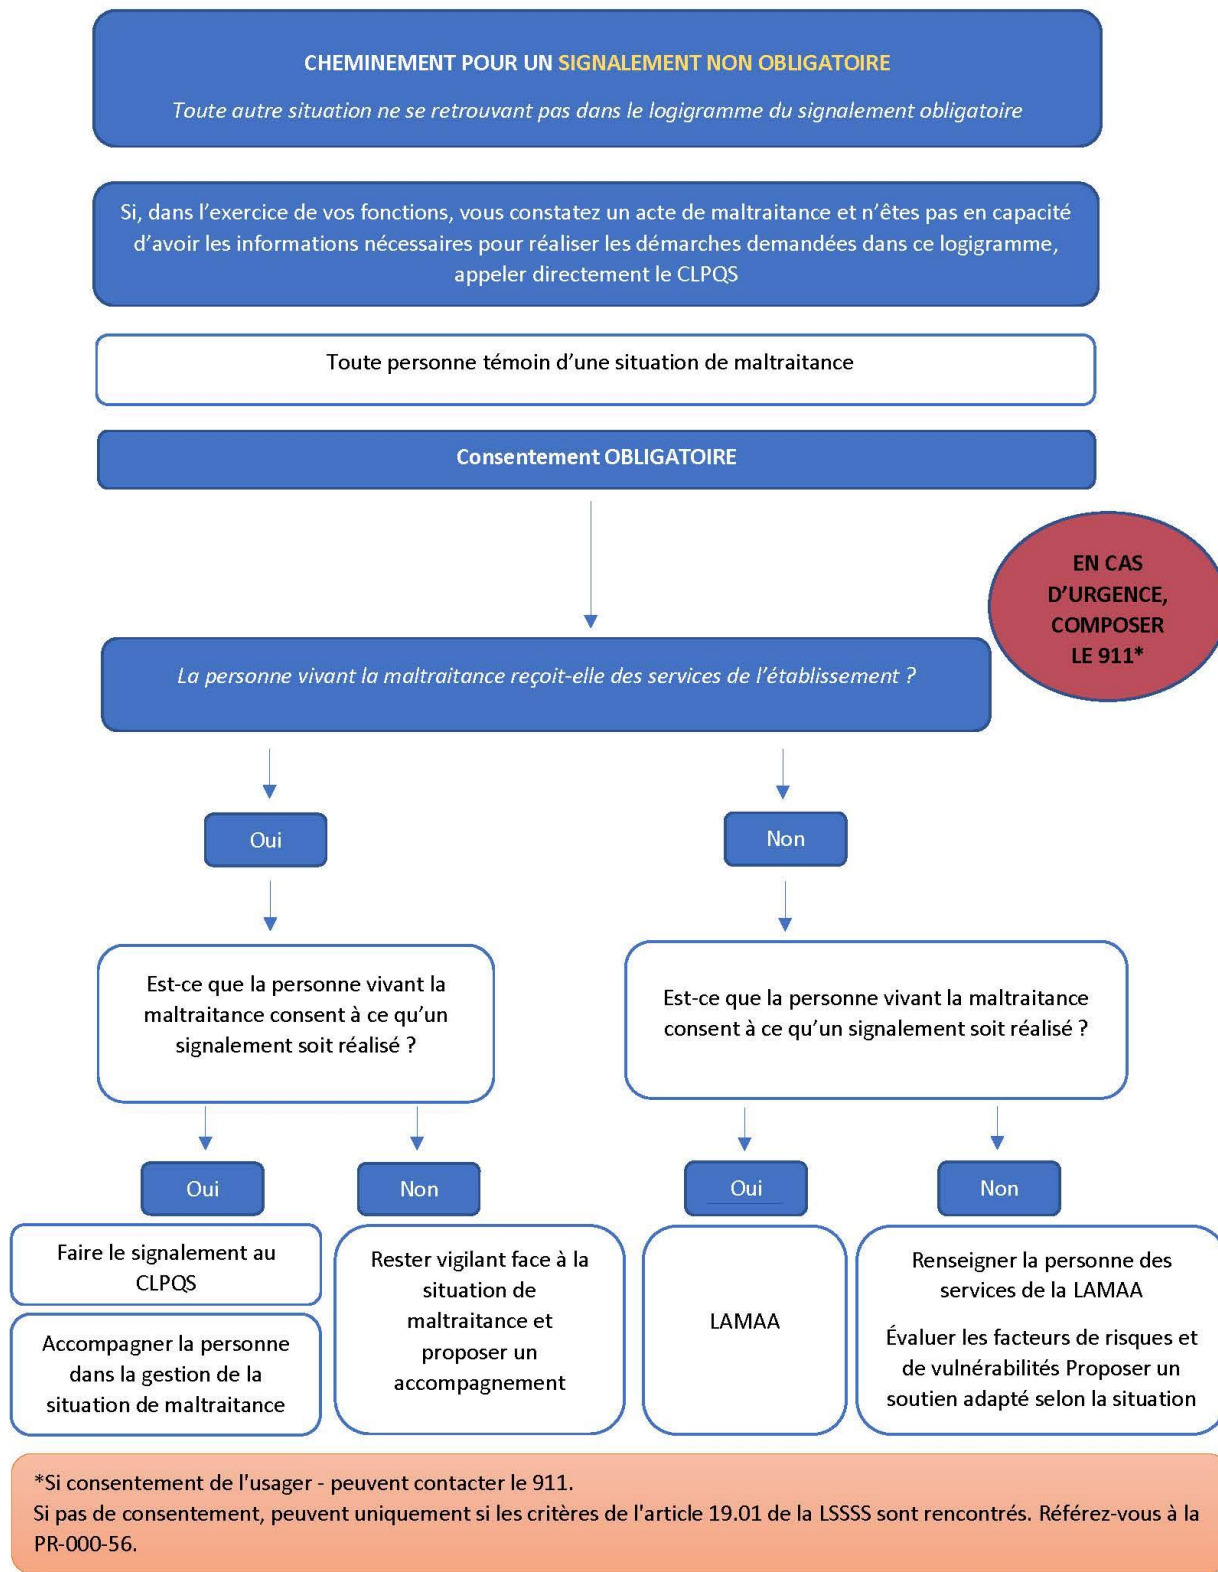 CHEMINEMENT POUR UN SIGNALEMENT NON OBLIGATOIRE
Toute autre situation ne se retrouvant pas dans le logigramme du signalement obligatoire
Si, dans l’exercice de vos fonctions, vous constatez un acte de maltraitance et n’êtes pas en capacité
d’avoir les informations nécessaires pour réaliser les démarches demandées dans ce logigramme,
appeler directement le CLPQS
Toute personne témoin d’une situation de maltraitance
Consentement OBLIGATOIRE
EN CAS
D’URGENCE,
COMPOSER
LE 911*
La personne vivant la maltraitance reçoit-elle des services de l’établissement ?
Oui
Non
Est-ce que la personne vivant la
maltraitance consent à ce qu’un
signalement soit réalisé ?
Est-ce que la personne vivant la maltraitance
consent à ce qu’un signalement soit réalisé ?
Oui
Non
Oui
Non
Faire le signalement au
CLPQS
Accompagner la personne
dans la gestion de la
situation de maltraitance
Rester vigilant face à la
situation de
maltraitance et
proposer un
accompagnement
LAMAA
Renseigner la personne des
services de la LAMAA
Évaluer les facteurs de risques et
de vulnérabilités Proposer un
soutien adapté selon la situation
*Si consentement de l'usager - peuvent contacter le 911.
Si pas de consentement, peuvent uniquement si les critères de l'article 19.01 de la LSSSS sont rencontrés. Référez-vous à la
PR-000-56.